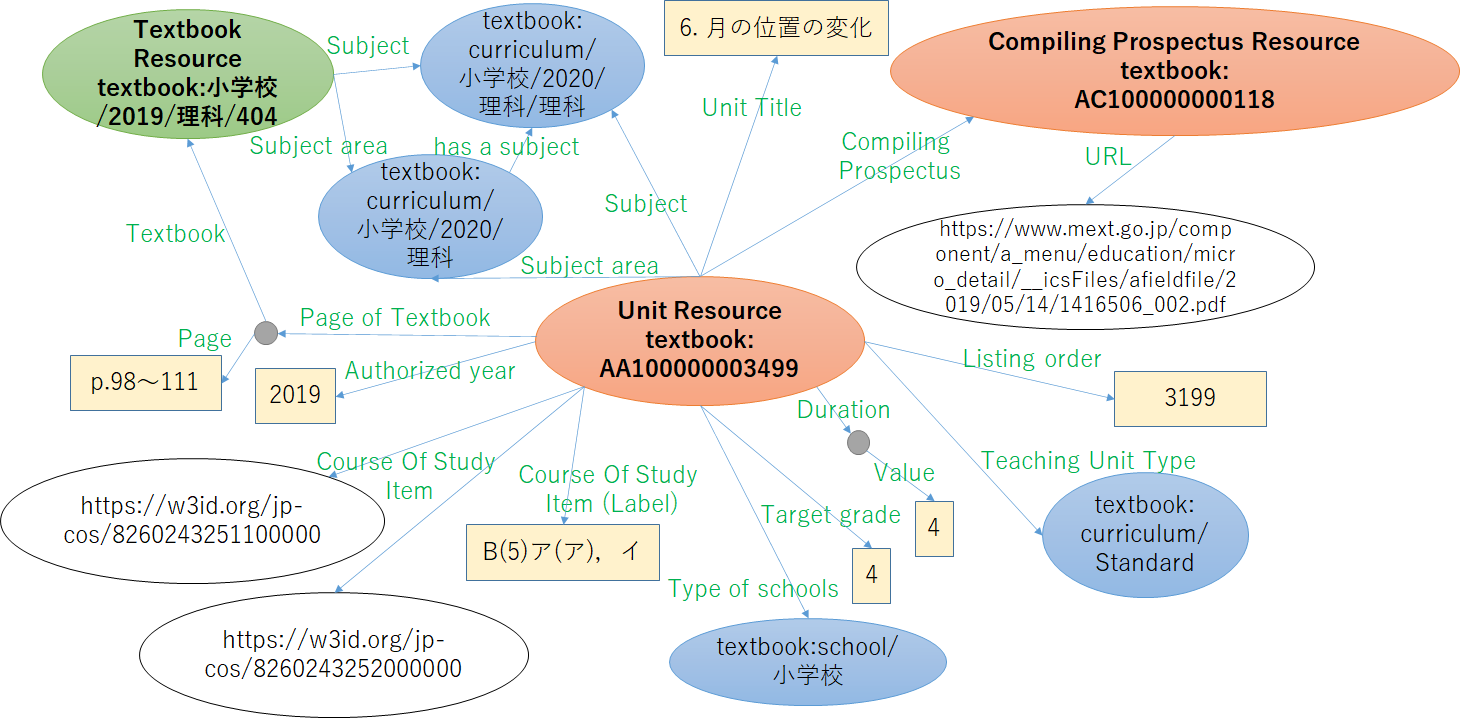 Textbook
Resource
textbook:小学校
/2019/理科/404
Subject
textbook:
curriculum/
小学校/2020/
理科/理科
6. 月の位置の変化
Compiling Prospectus Resource
textbook:
AC100000000118
Unit Title
Subject area
has a subject
Compiling
Prospectus
URL
textbook:
curriculum/
小学校/2020/
理科
Textbook
Subject
https://www.mext.go.jp/comp
onent/a_menu/education/micr
o_detail/__icsFiles/afieldfile/2
019/05/14/1416506_002.pdf
Subject area
Unit Resource
textbook:
AA100000003499
Page of Textbook
Page
p.98～111
Authorized year
2019
Listing order
3199
Duration
Value
4
Teaching Unit Type
textbook:
curriculum/
Standard
Course Of Study
Item
https://w3id.org/jp-
cos/8260243251100000
Course Of Study
Item (Label)
B(5)ア(ア),　イ
Target grade
4
Type of schools
textbook:school/
小学校
https://w3id.org/jp-
cos/8260243252000000